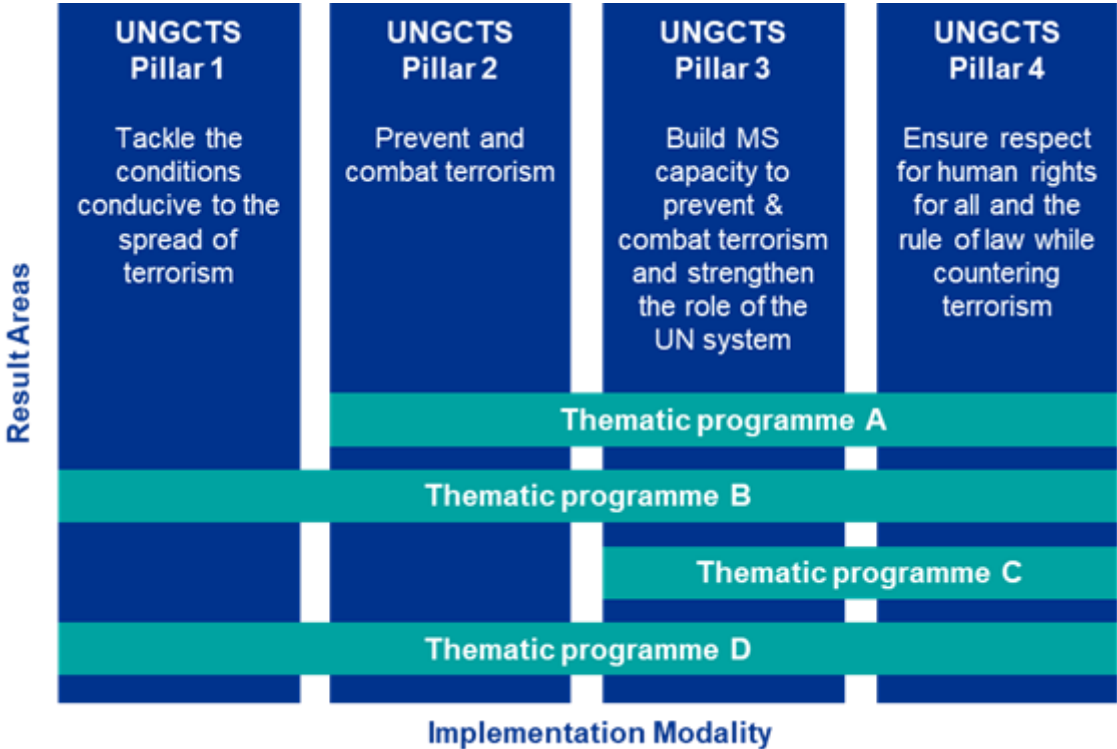 UNGCTS
Pillar 1
Tackle the
conditions
conducive to the
spread of
terrorism
UNGCTS
Pillar 2
Prevent and
combat terrorism
UNGCTS
Pillar 3
Build MS
capacity to
prevent &
combat terrorism
and strengthen
the role of the
UN system
UNGCTS
Pillar 4
Ensure respect
for human rights
for all and the
rule of law while
countering
terrorism
Result Areas
Thematic programme A
Thematic programme B
Thematic programme C
Thematic programme D
Implementation Modality